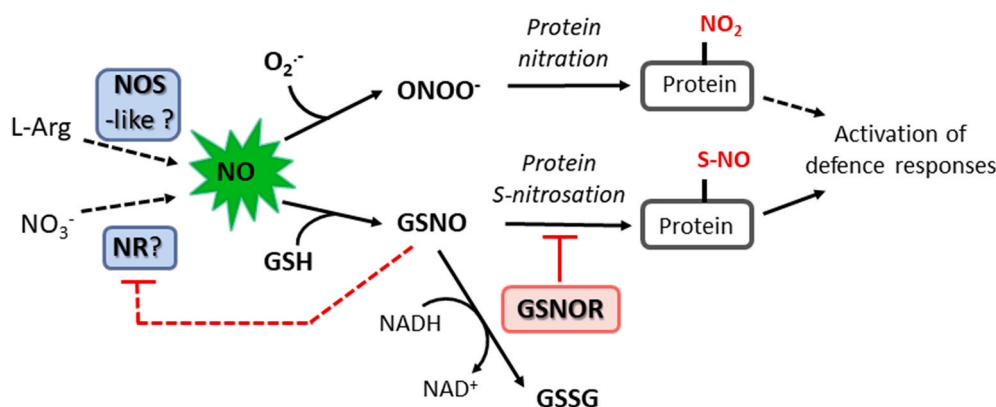 NO₂
Protein
nitration
O₂·⁻
ONOO⁻
Protein
NOS
-like ?
L-Arg
NO
Activation of
defence responses
Protein
S-nitrosation
S-NO
NO₃⁻
GSNO
Protein
NR?
GSH
GSNOR
NADH
NAD⁺
GSSG